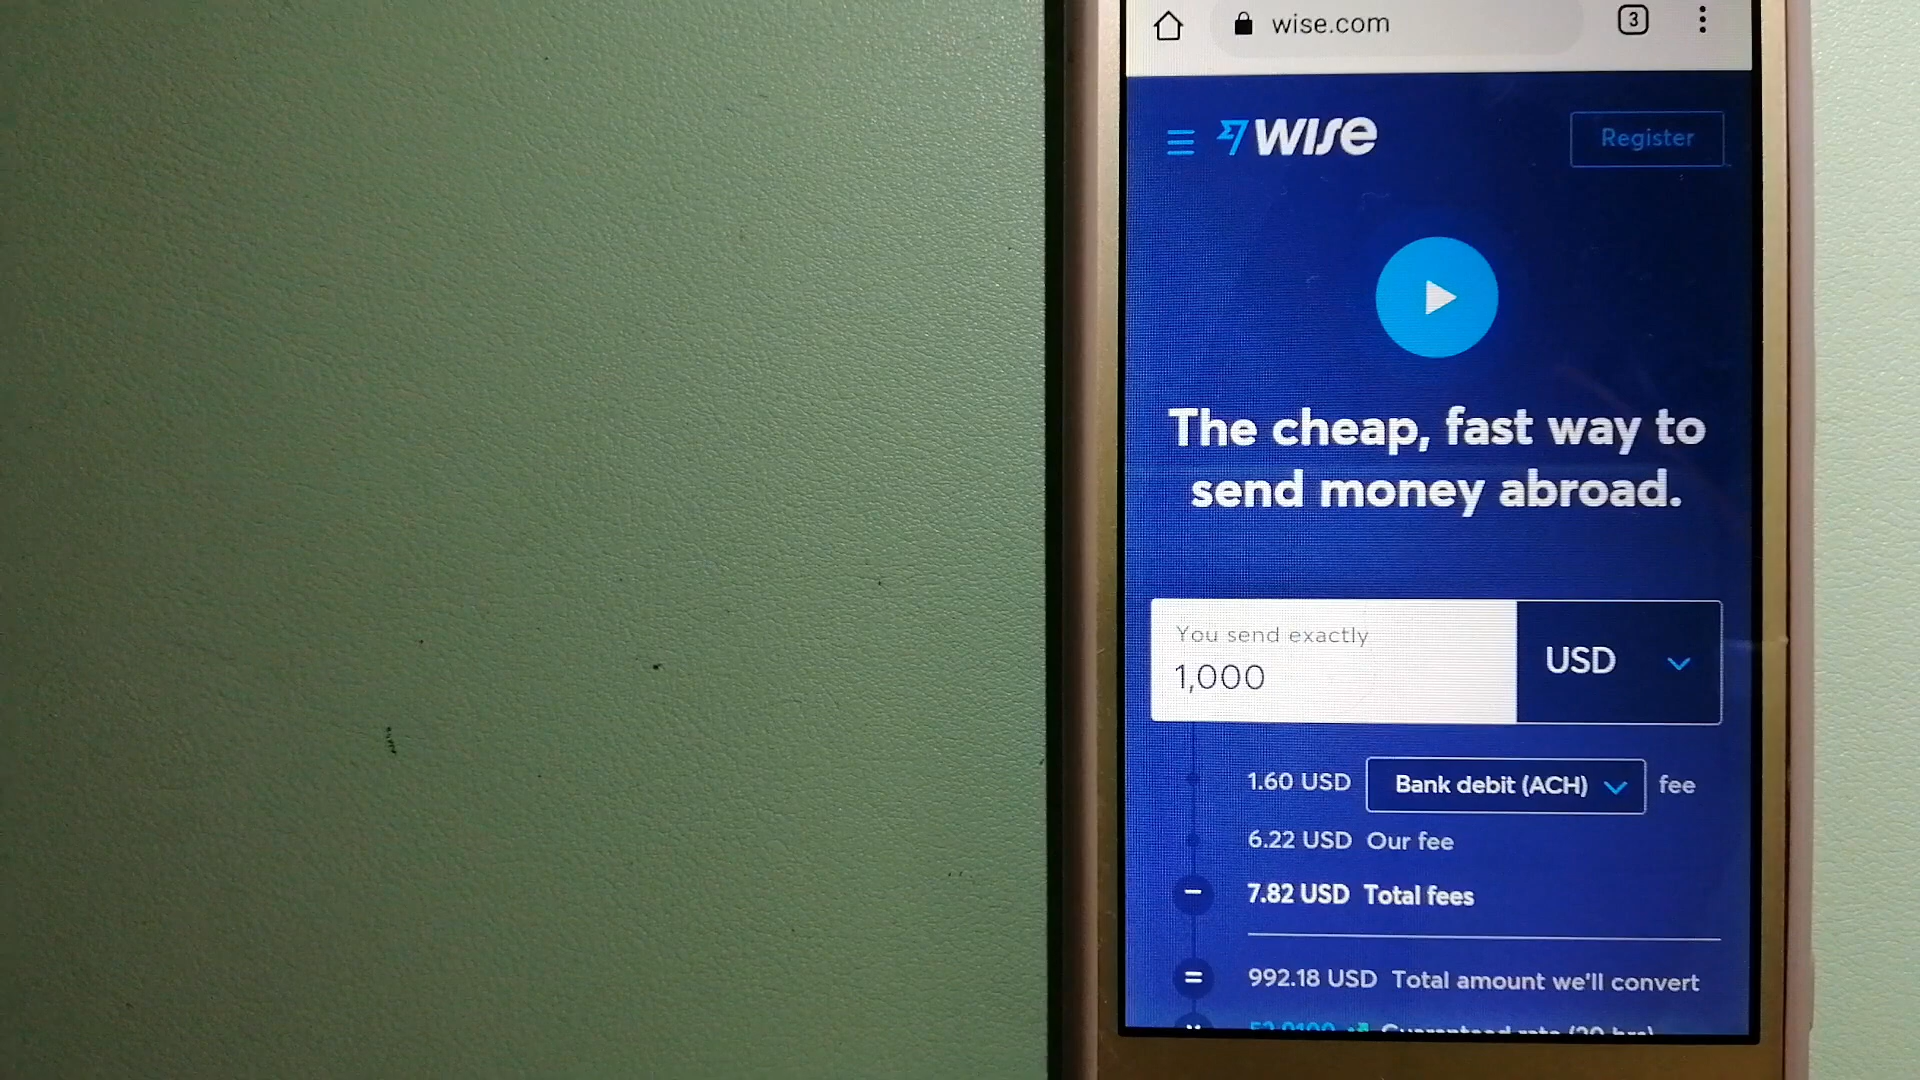 wise.com
3
WISE
Register
The cheap, fast way to
send money abroad.
You send exactly
1,000
USD
1.60 USD Bank debit (ACH) fee
6.22 USD Our fee
7.82 USD Total fees
992.18 USD Total amount we'll convert
Guaranteed rate